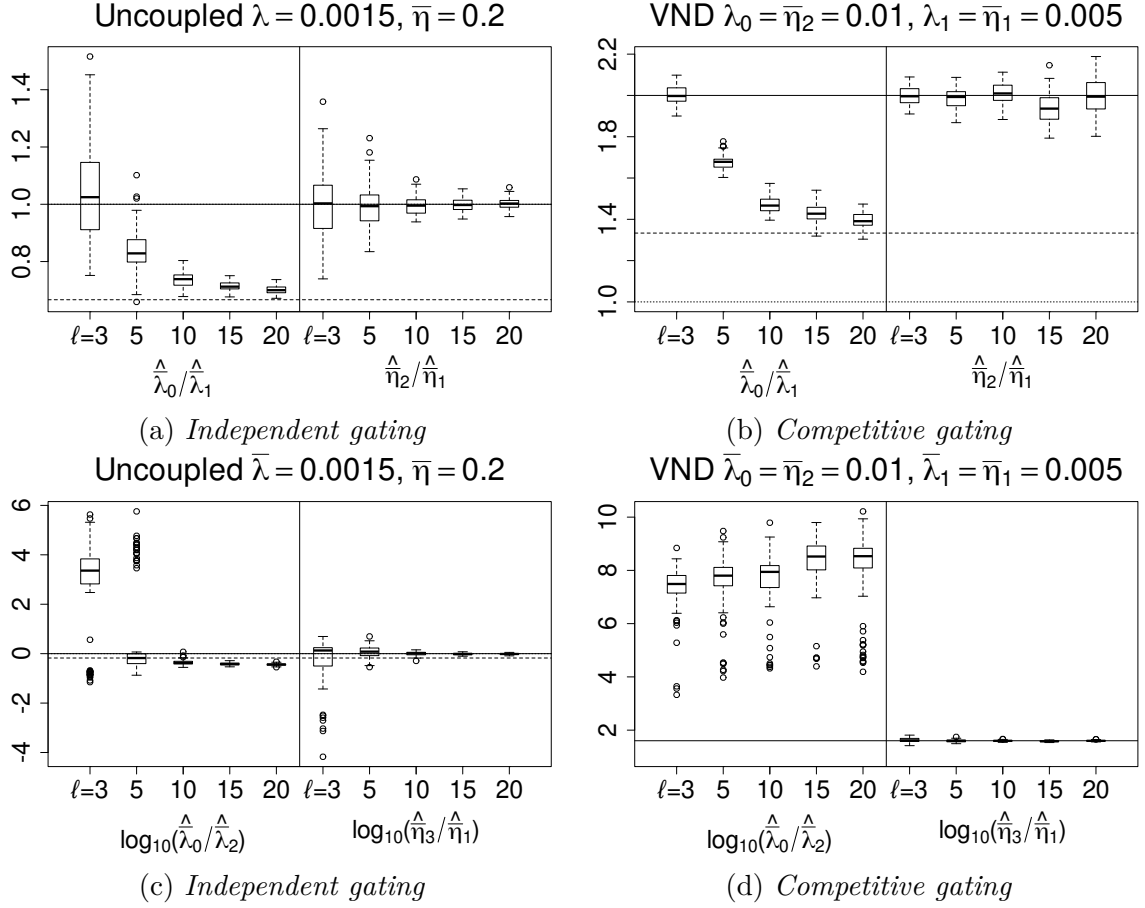 Uncoupled λ = 0.0015, η̅ = 0.2
1.4
1.2
1.0
0.8
ℓ=3 5 10 15 20 ℓ=3 5 10 15 20
λ̅̂₀/λ̅̂₁ η̅̂₂/η̅̂₁
(a) Independent gating
VND λ₀ = η̅₂ = 0.01, λ₁ = η̅₁ = 0.005
2.2
1.8
1.4
1.0
ℓ=3 5 10 15 20 ℓ=3 5 10 15 20
λ̅̂₀/λ̅̂₁ η̅̂₂/η̅̂₁
(b) Competitive gating
Uncoupled λ̅ = 0.0015, η̅ = 0.2
6
4
2
0
-2
-4
ℓ=3 5 10 15 20 ℓ=3 5 10 15 20
log₁₀(λ̅̂₀/λ̅̂₂) log₁₀(η̅̂₃/η̅̂₁)
(c) Independent gating
VND λ̅₀ = η̅₂ = 0.01, λ̅₁ = η̅₁ = 0.005
10
8
6
4
2
ℓ=3 5 10 15 20 ℓ=3 5 10 15 20
log₁₀(λ̅̂₀/λ̅̂₂) log₁₀(η̅̂₃/η̅̂₁)
(d) Competitive gating